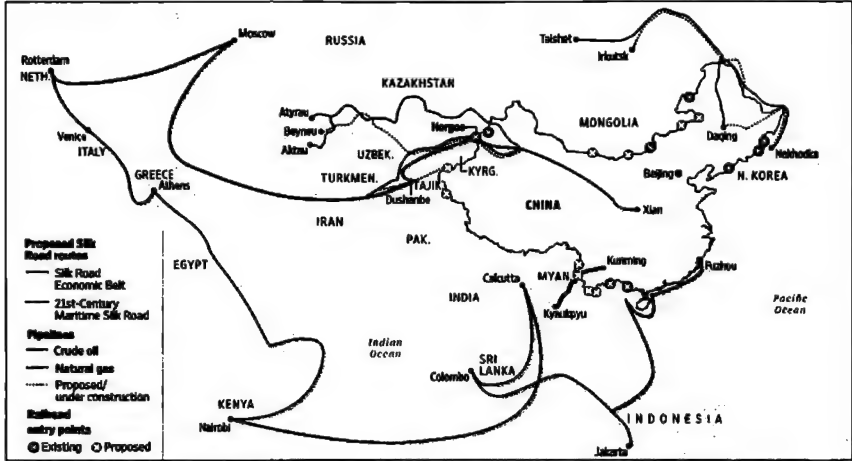 Moscow
RUSSIA
Taishet
Irkutsk
Rotterdam
NETH.
KAZAKHSTAN
Atyrau
Beyneu
Aktau
MONGOLIA
Horgos
Daqing
Venice
ITALY
UZBEK.
Nakhodka
KYRG.
TURKMEN.
TAJIK.
Beijing
N. KOREA
GREECE
Athens
Dushanbe
CHINA
Xian
IRAN
PAK.
Proposed Silk
Road routes
Silk Road
Economic Belt
21st-Century
Maritime Silk Road
Pipelines
Crude oil
Natural gas
Proposed/
under construction
Railroad
entry points
Existing
Proposed
EGYPT
Kunming
Fuzhou
MYAN.
Calcutta
INDIA
Kyaukpyu
Pacific
Ocean
Indian
Ocean
SRI
LANKA
Colombo
KENYA
Nairobi
INDONESIA
Jakarta